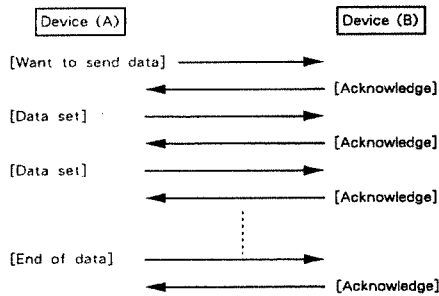 Device (A) Device (B)
[Want to send data]
[Acknowledge]
[Data set]
[Acknowledge]
[Data set]
[Acknowledge]
[End of data]
[Acknowledge]